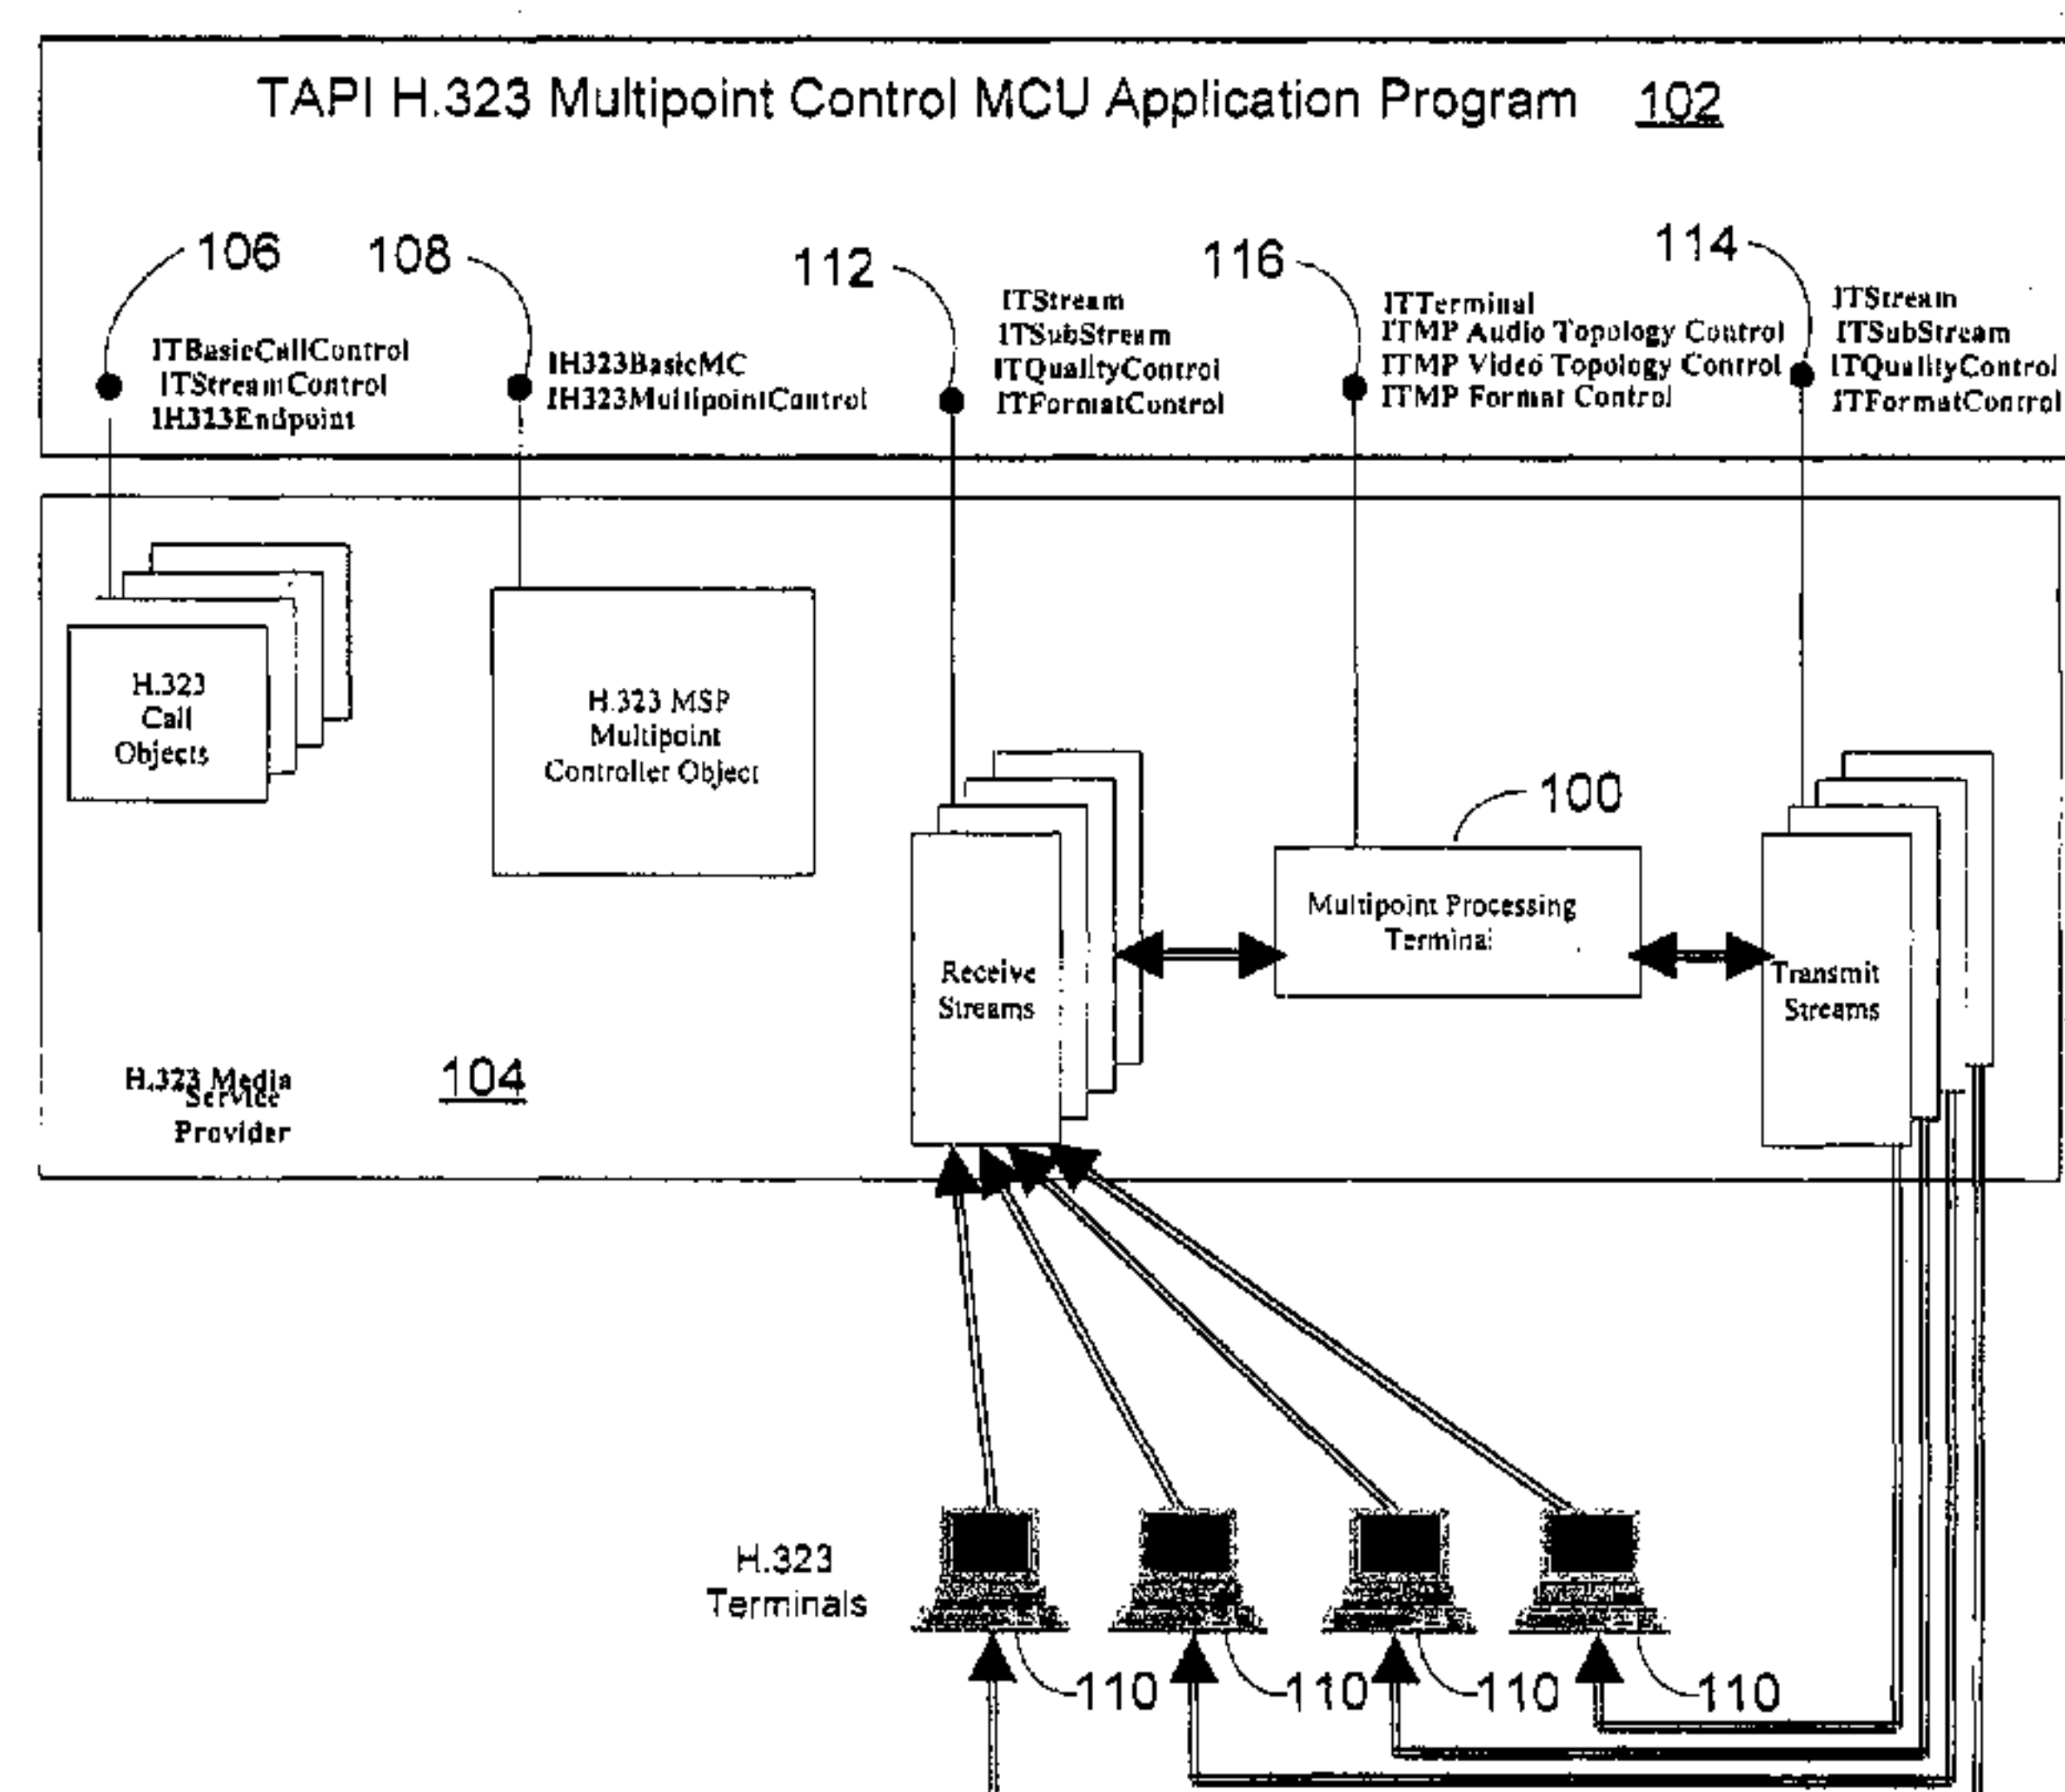 TAPI H.323 Multipoint Control MCU Application Program 102
106
108
112
116
114
ITBasicCallControl
ITStreamControl
IH323Endpoint
IH323BasicMC
IH323MultipointControl
ITStream
ITSubStream
ITQualityControl
ITFormatControl
ITTerminal
ITMP Audio Topology Control
ITMP Video Topology Control
ITMP Format Control
ITStream
ITSubStream
ITQualityControl
ITFormatControl
H.323
Call
Objects
H.323 MSP
Multipoint
Controller Object
100
Multipoint Processing
Terminal
Receive
Streams
Transmit
Streams
H.323 Media
Service
Provider
104
H.323
Terminals
110
110
110
110